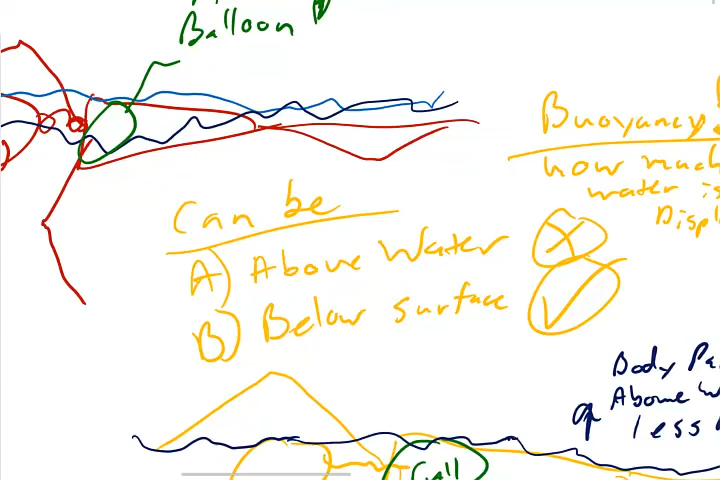 Balloon
Buoyancy!
how much
water is
Displ
Can be
A) Above Water X
B) Below surface ✓
Body Pa
Above W
less